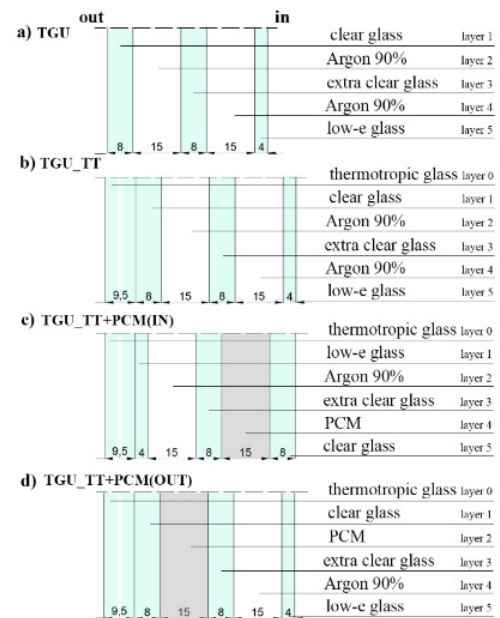 out in
a) TGU
clear glass layer 1
Argon 90% layer 2
extra clear glass layer 3
Argon 90% layer 4
low-e glass layer 5
8 15 8 15 4
b) TGU_TT
thermotropic glass layer 0
clear glass layer 1
Argon 90% layer 2
extra clear glass layer 3
Argon 90% layer 4
low-e glass layer 5
9,5 8 15 8 15 4
c) TGU_TT+PCM(IN)
thermotropic glass layer 0
low-e glass layer 1
Argon 90% layer 2
extra clear glass layer 3
PCM layer 4
clear glass layer 5
9,5 4 15 8 15 8
d) TGU_TT+PCM(OUT)
thermotropic glass layer 0
clear glass layer 1
PCM layer 2
extra clear glass layer 3
Argon 90% layer 4
low-e glass layer 5
9,5 8 15 8 15 4